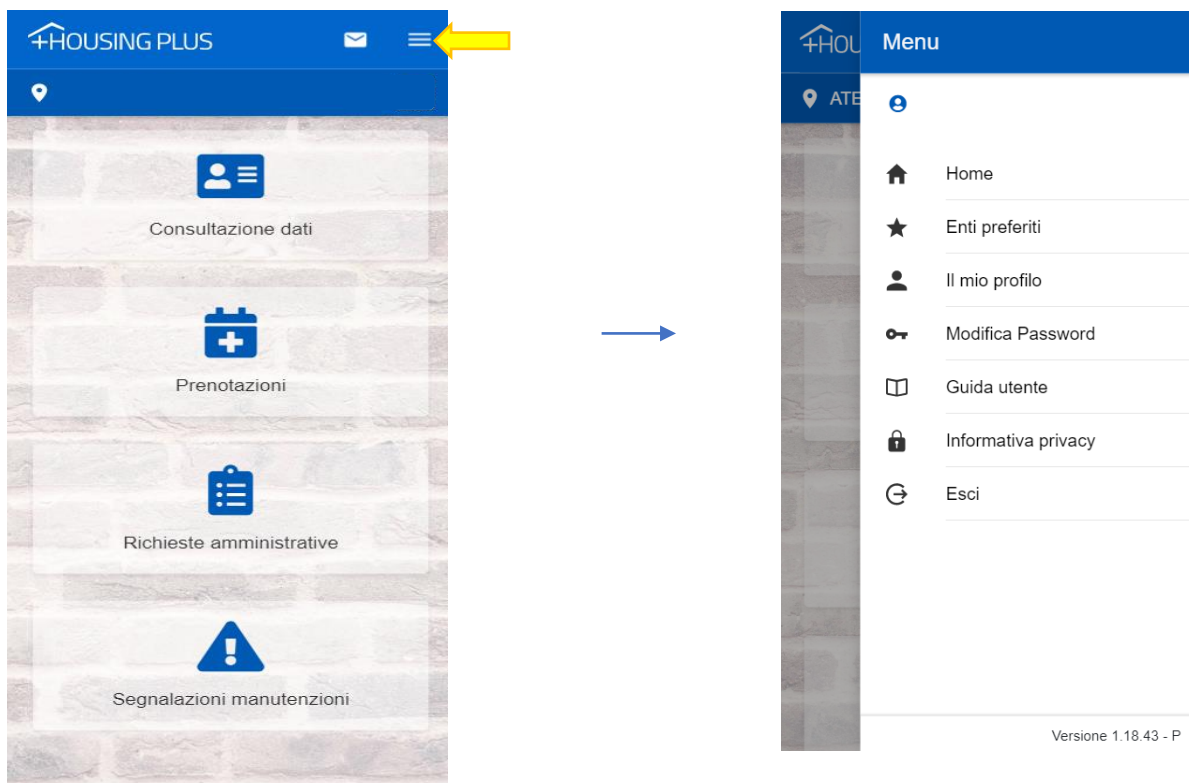 HOUSING PLUS
Consultazione dati
Prenotazioni
Richieste amministrative
Segnalazioni manutenzioni
HOU
ATE
Menu
Home
Enti preferiti
Il mio profilo
Modifica Password
Guida utente
Informativa privacy
Esci
Versione 1.18.43 - P